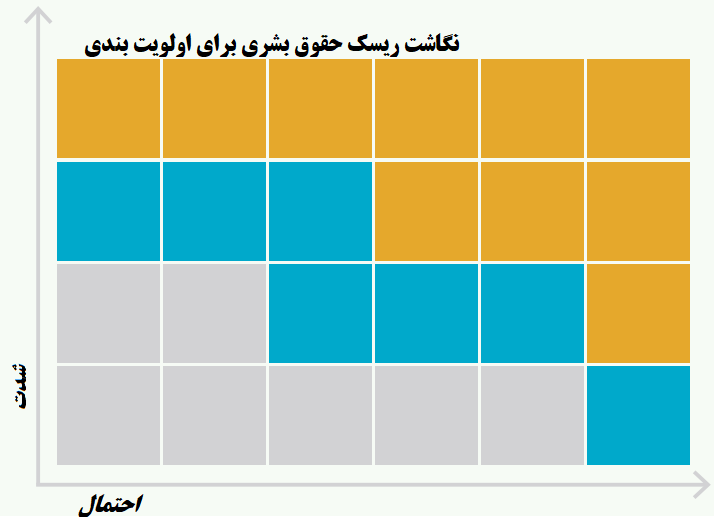 نگاشت ریسک حقوق بشری برای اولویت بندی
شدت
احتمال